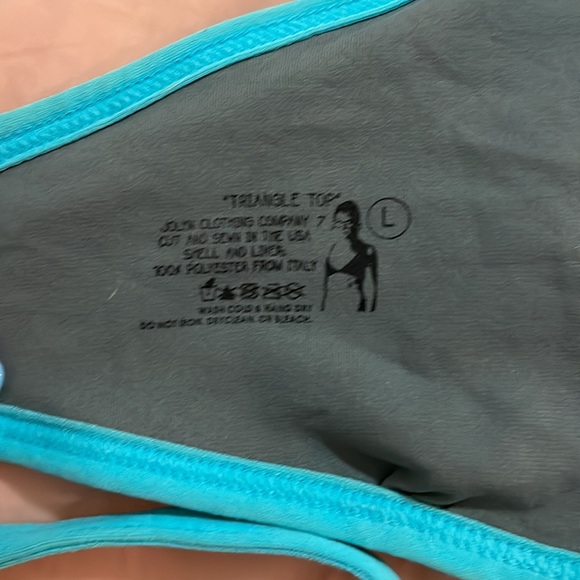 "TRIANGLE TOP"
JOLYN CLOTHING COMPANY ?
CUT AND SEWN IN THE USA
SHELL AND LINER:
100% POLYESTER FROM ITALY
WASH COLD & HANG DRY
DO NOT IRON, DRYCLEAN, OR BLEACH.
L